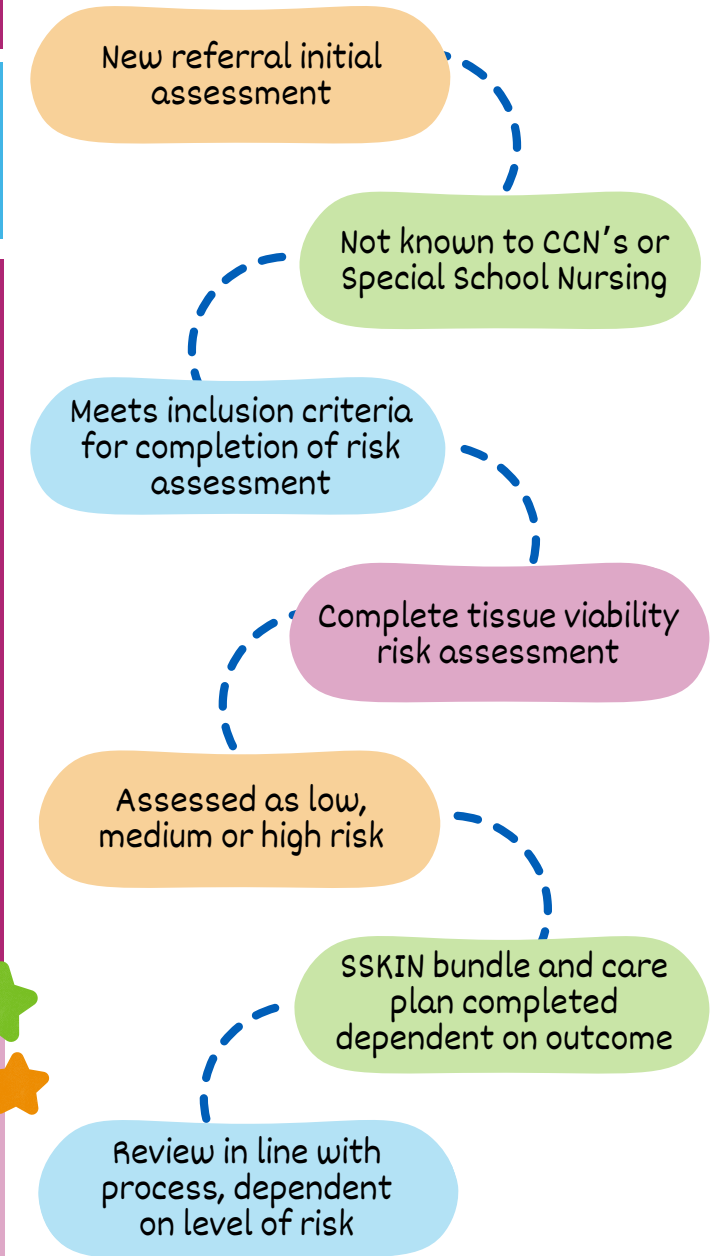 New referral initial
assessment
Not known to CCN’s or
Special School Nursing
Meets inclusion criteria
for completion of risk
assessment
Complete tissue viability
risk assessment
Assessed as low,
medium or high risk
SSKIN bundle and care
plan completed
dependent on outcome
Review in line with
process, dependent
on level of risk